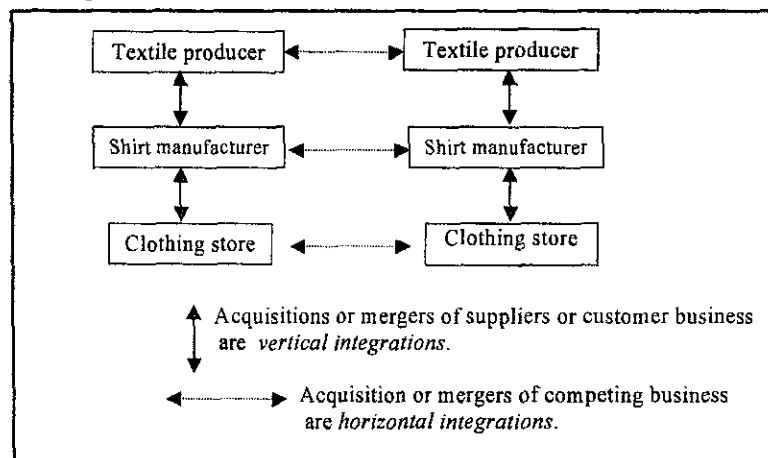 Textile producer Textile producer
Shirt manufacturer Shirt manufacturer
Clothing store Clothing store
Acquisitions or mergers of suppliers or customer business
are vertical integrations.
Acquisition or mergers of competing business
are horizontal integrations.